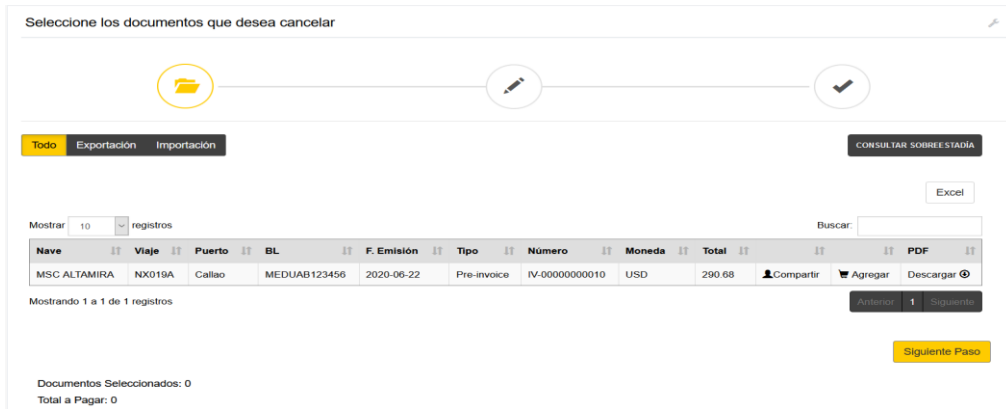 Seleccione los documentos que desea cancelar
Todo Exportación Importación CONSULTAR SOBREESTADÍA
Excel
Mostrar 10 registros Buscar:
Nave Viaje Puerto BL F. Emisión Tipo Número Moneda Total PDF
MSC ALTAMIRA NX019A Callao MEDUAB123456 2020-06-22 Pre-invoice IV-00000000010 USD 290.68 Compartir Agregar Descargar
Mostrando 1 a 1 de 1 registros Anterior 1 Siguiente
Siguiente Paso
Documentos Seleccionados: 0
Total a Pagar: 0